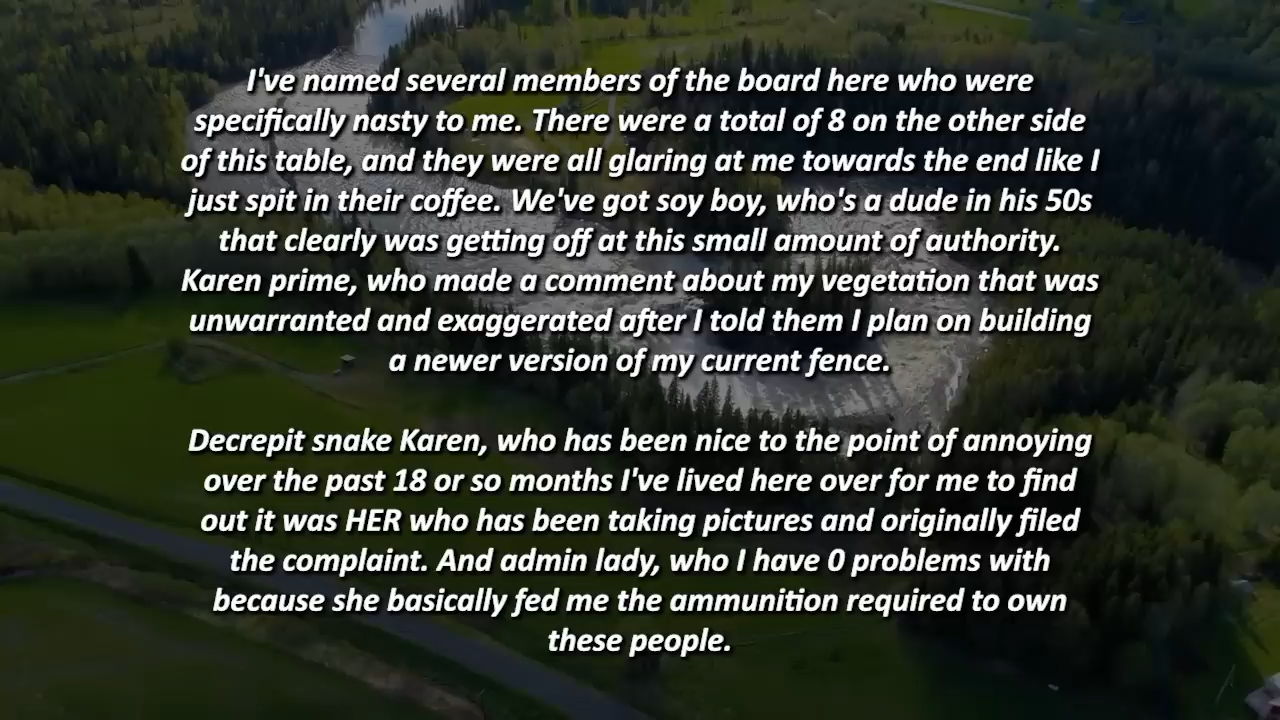 I've named several members of the board here who were
specifically nasty to me. There were a total of 8 on the other side
of this table, and they were all glaring at me towards the end like I
just spit in their coffee. We've got soy boy, who's a dude in his 50s
that clearly was getting off at this small amount of authority.
Karen prime, who made a comment about my vegetation that was
unwarranted and exaggerated after I told them I plan on building
a newer version of my current fence.
Decrepit snake Karen, who has been nice to the point of annoying
over the past 18 or so months I've lived here over for me to find
out it was HER who has been taking pictures and originally filed
the complaint. And admin lady, who I have 0 problems with
because she basically fed me the ammunition required to own
these people.